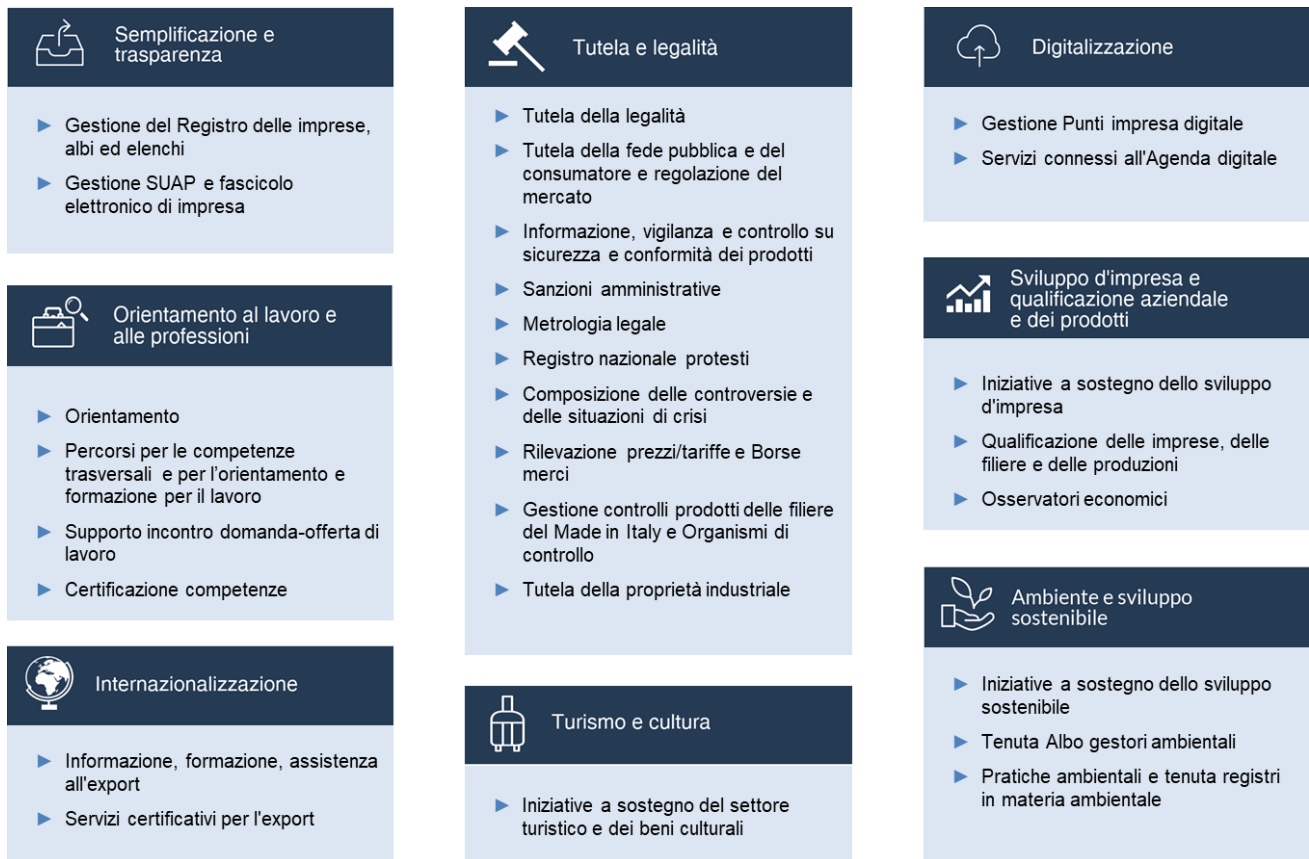 Semplificazione e
trasparenza
► Gestione del Registro delle imprese,
albi ed elenchi
► Gestione SUAP e fascicolo
elettronico di impresa
Orientamento al lavoro e
alle professioni
► Orientamento
► Percorsi per le competenze
trasversali e per l'orientamento e
formazione per il lavoro
► Supporto incontro domanda-offerta di
lavoro
► Certificazione competenze
Internazionalizzazione
► Informazione, formazione, assistenza
all'export
► Servizi certificativi per l'export
Tutela e legalità
► Tutela della legalità
► Tutela della fede pubblica e del
consumatore e regolazione del
mercato
► Informazione, vigilanza e controllo su
sicurezza e conformità dei prodotti
► Sanzioni amministrative
► Metrologia legale
► Registro nazionale protesti
► Composizione delle controversie e
delle situazioni di crisi
► Rilevazione prezzi/tariffe e Borse
merci
► Gestione controlli prodotti delle filiere
del Made in Italy e Organismi di
controllo
► Tutela della proprietà industriale
Turismo e cultura
► Iniziative a sostegno del settore
turistico e dei beni culturali
Digitalizzazione
► Gestione Punti impresa digitale
► Servizi connessi all'Agenda digitale
Sviluppo d'impresa e
qualificazione aziendale
e dei prodotti
► Iniziative a sostegno dello sviluppo
d'impresa
► Qualificazione delle imprese, delle
filiere e delle produzioni
► Osservatori economici
Ambiente e sviluppo
sostenibile
► Iniziative a sostegno dello sviluppo
sostenibile
► Tenuta Albo gestori ambientali
► Pratiche ambientali e tenuta registri
in materia ambientale